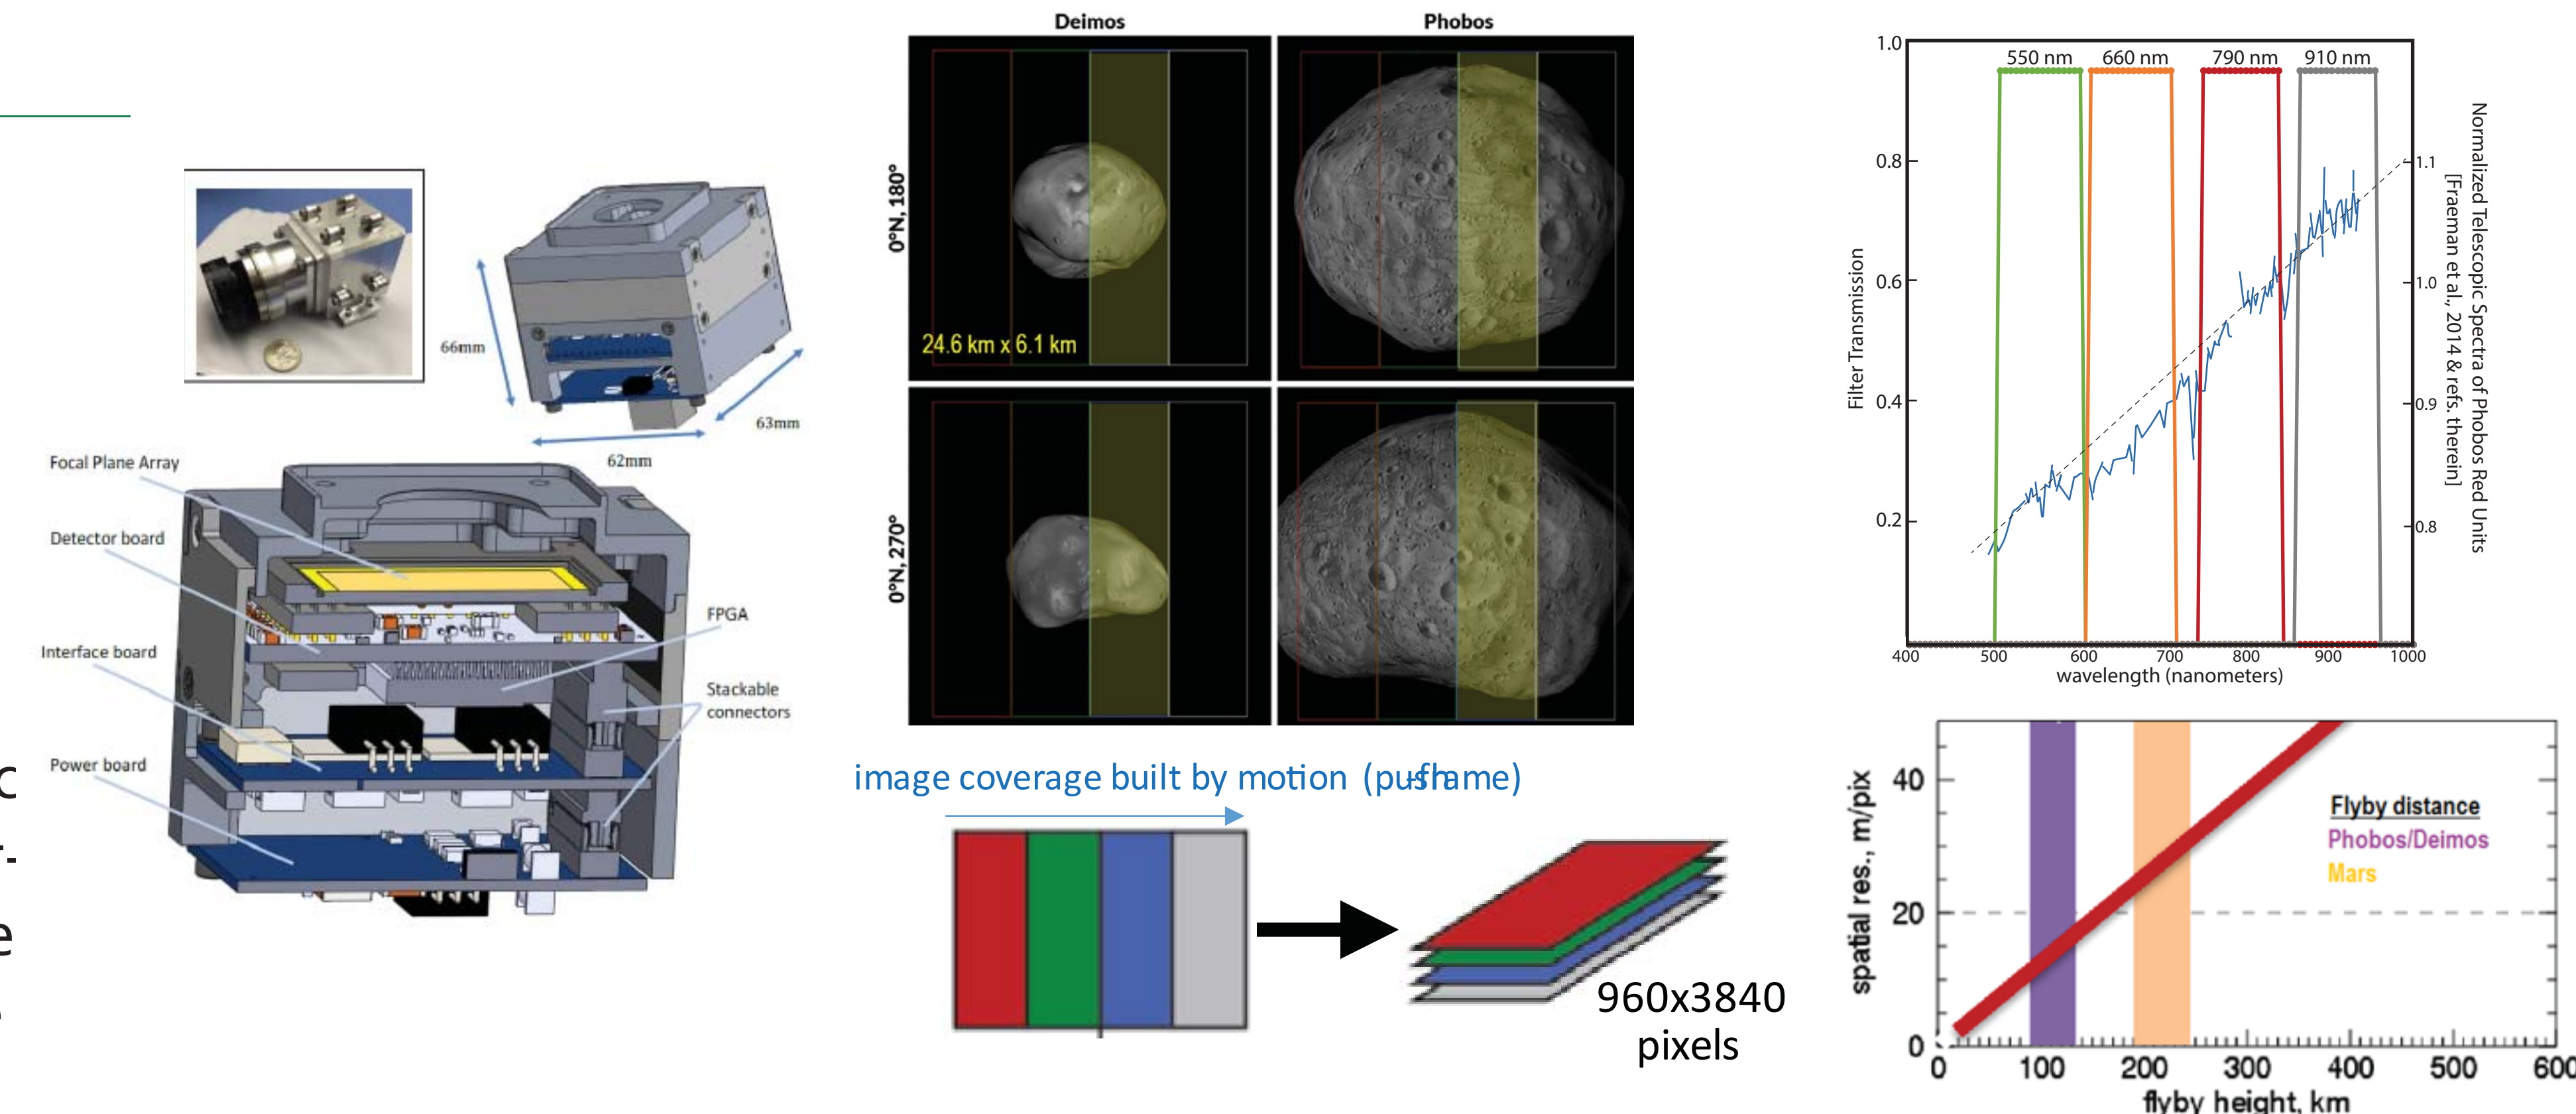 c
r-
e
66mm
63mm
62mm
Focal Plane Array
Detector board
Interface board
Power board
FPGA
Stackable
connectors
Deimos
Phobos
0°N, 180°
24.6 km x 6.1 km
0°N, 270°
image coverage built by motion (push-frame)
960x3840
pixels
1.0
0.8
0.6
0.4
0.2
Filter Transmission
550 nm
660 nm
790 nm
910 nm
1.1
1.0
0.9
0.8
Normalized Telescopic Spectra of Phobos Red Units
[Fraeman et al., 2014 & refs. therein]
400 500 600 700 800 900 1000
wavelength (nanometers)
spatial res., m/pix
40
20
0
Flyby distance
Phobos/Deimos
Mars
0 100 200 300 400 500 600
flyby height, km